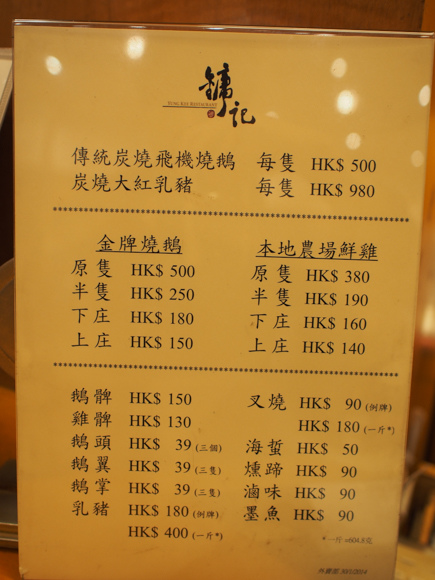 鏞記
YUNG KEE RESTAURANT
傳統炭燒飛機燒鵝 每隻 HK$ 500
炭燒大紅乳豬 每隻 HK$ 980
金牌燒鵝
原隻 HK$ 500
半隻 HK$ 250
下庄 HK$ 180
上庄 HK$ 150
本地農場鮮雞
原隻 HK$ 380
半隻 HK$ 190
下庄 HK$ 160
上庄 HK$ 140
鵝髀 HK$ 150
雞髀 HK$ 130
鵝頭 HK$ 39 (三個)
鵝翼 HK$ 39 (三隻)
鵝掌 HK$ 39 (三隻)
乳豬 HK$ 180 (例牌)
HK$ 400 (一斤*)
叉燒 HK$ 90 (例牌)
HK$ 180 (一斤*)
海蜇 HK$ 50
燻蹄 HK$ 90
滷味 HK$ 90
墨魚 HK$ 90
*一斤=604.8克